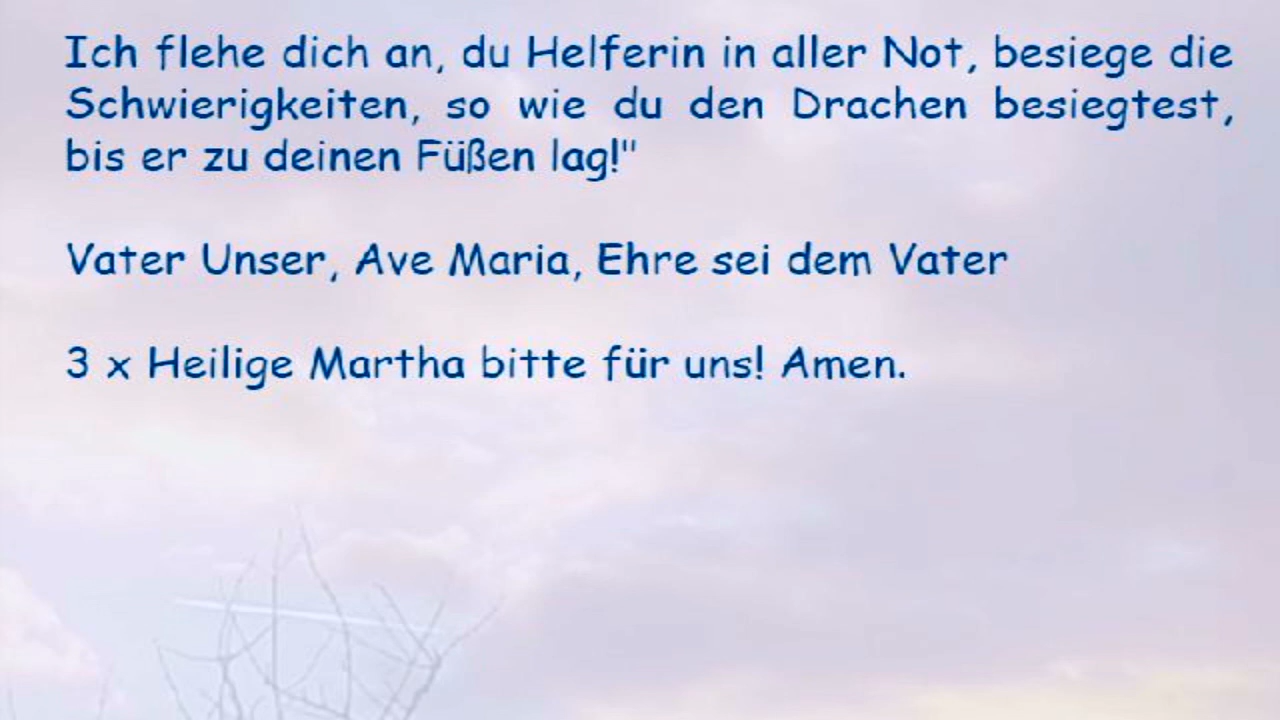 Ich flehe dich an, du Helferin in aller Not, besiege die
Schwierigkeiten, so wie du den Drachen besiegtest,
bis er zu deinen Füßen lag!"
Vater Unser, Ave Maria, Ehre sei dem Vater
3 x Heilige Martha bitte für uns! Amen.